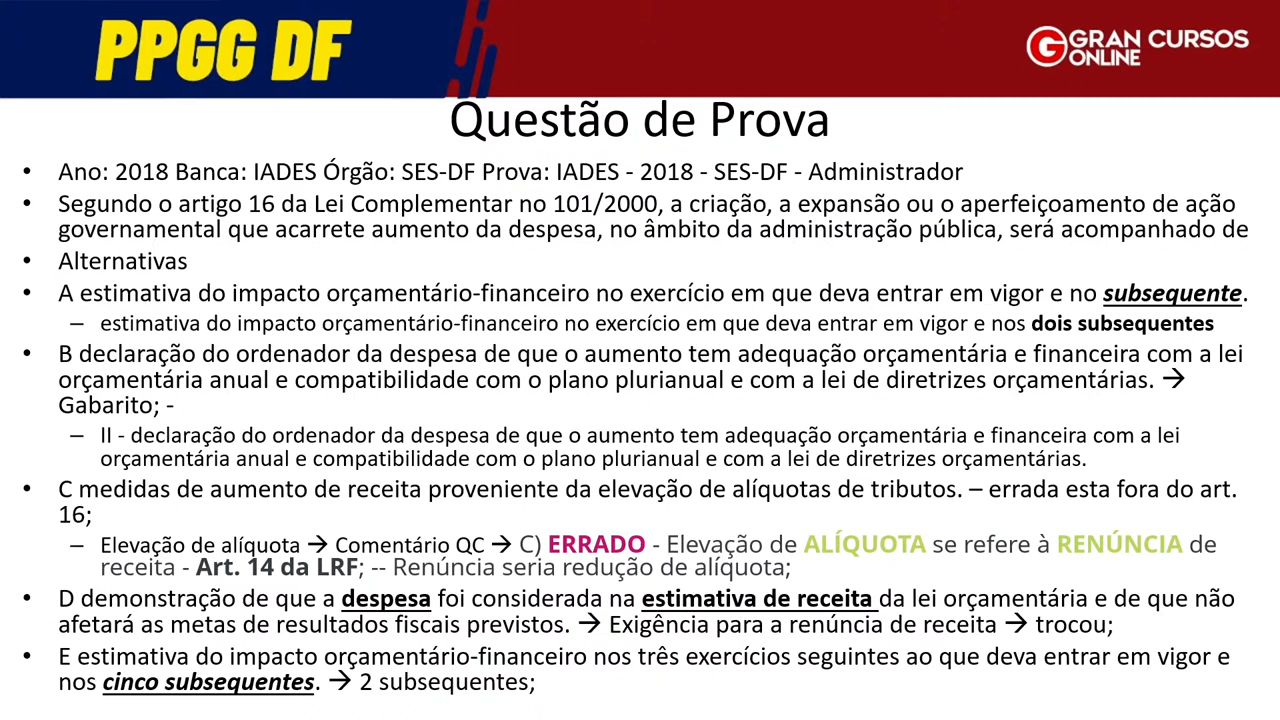 PPGG DF
GRAN CURSOS
ONLINE
Questão de Prova
• Ano: 2018 Banca: IADES Órgão: SES-DF Prova: IADES - 2018 - SES-DF - Administrador
• Segundo o artigo 16 da Lei Complementar no 101/2000, a criação, a expansão ou o aperfeiçoamento de ação
governamental que acarrete aumento da despesa, no âmbito da administração pública, será acompanhado de
• Alternativas
• A estimativa do impacto orçamentário-financeiro no exercício em que deva entrar em vigor e no subsequente.
– estimativa do impacto orçamentário-financeiro no exercício em que deva entrar em vigor e nos dois subsequentes
• B declaração do ordenador da despesa de que o aumento tem adequação orçamentária e financeira com a lei
orçamentária anual e compatibilidade com o plano plurianual e com a lei de diretrizes orçamentárias. →
Gabarito; -
– II - declaração do ordenador da despesa de que o aumento tem adequação orçamentária e financeira com a lei
orçamentária anual e compatibilidade com o plano plurianual e com a lei de diretrizes orçamentárias.
• C medidas de aumento de receita proveniente da elevação de alíquotas de tributos. – errada esta fora do art.
16;
– Elevação de alíquota → Comentário QC → C) ERRADO - Elevação de ALÍQUOTA se refere à RENÚNCIA de
receita - Art. 14 da LRF; -- Renúncia seria redução de alíquota;
• D demonstração de que a despesa foi considerada na estimativa de receita da lei orçamentária e de que não
afetará as metas de resultados fiscais previstos. → Exigência para a renúncia de receita → trocou;
• E estimativa do impacto orçamentário-financeiro nos três exercícios seguintes ao que deva entrar em vigor e
nos cinco subsequentes. → 2 subsequentes;